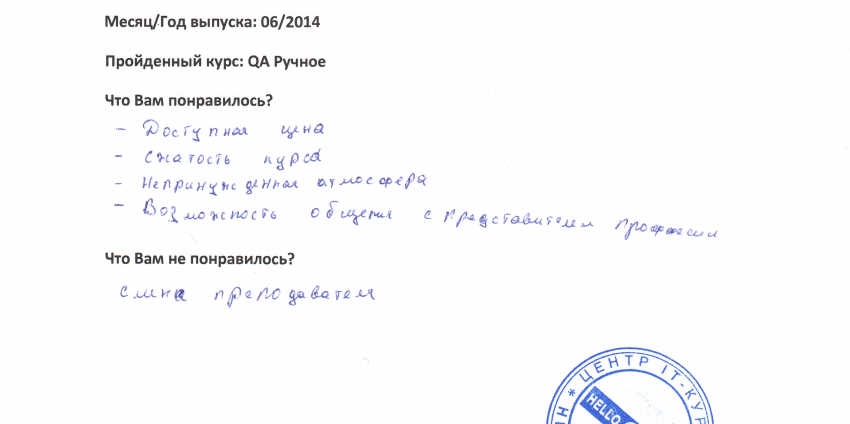 Месяц/Год выпуска: 06/2014
Пройденный курс: QA Ручное
Что Вам понравилось?
- Доступная цена
- Сжатость курса
- Непринужденная атмосфера
- Возможность общения с представителем професии
Что Вам не понравилось?
Смена преподавателя
* ЦЕНТР IT-КУР
HELLO